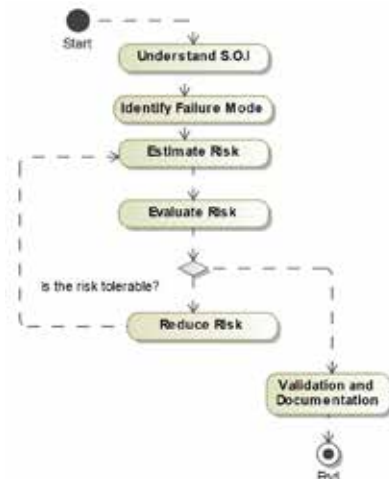 Start
Understand S.O.I
Identify Failure Mode
Estimate Risk
Evaluate Risk
Is the risk tolerable?
Reduce Risk
Validation and
Documentation
End